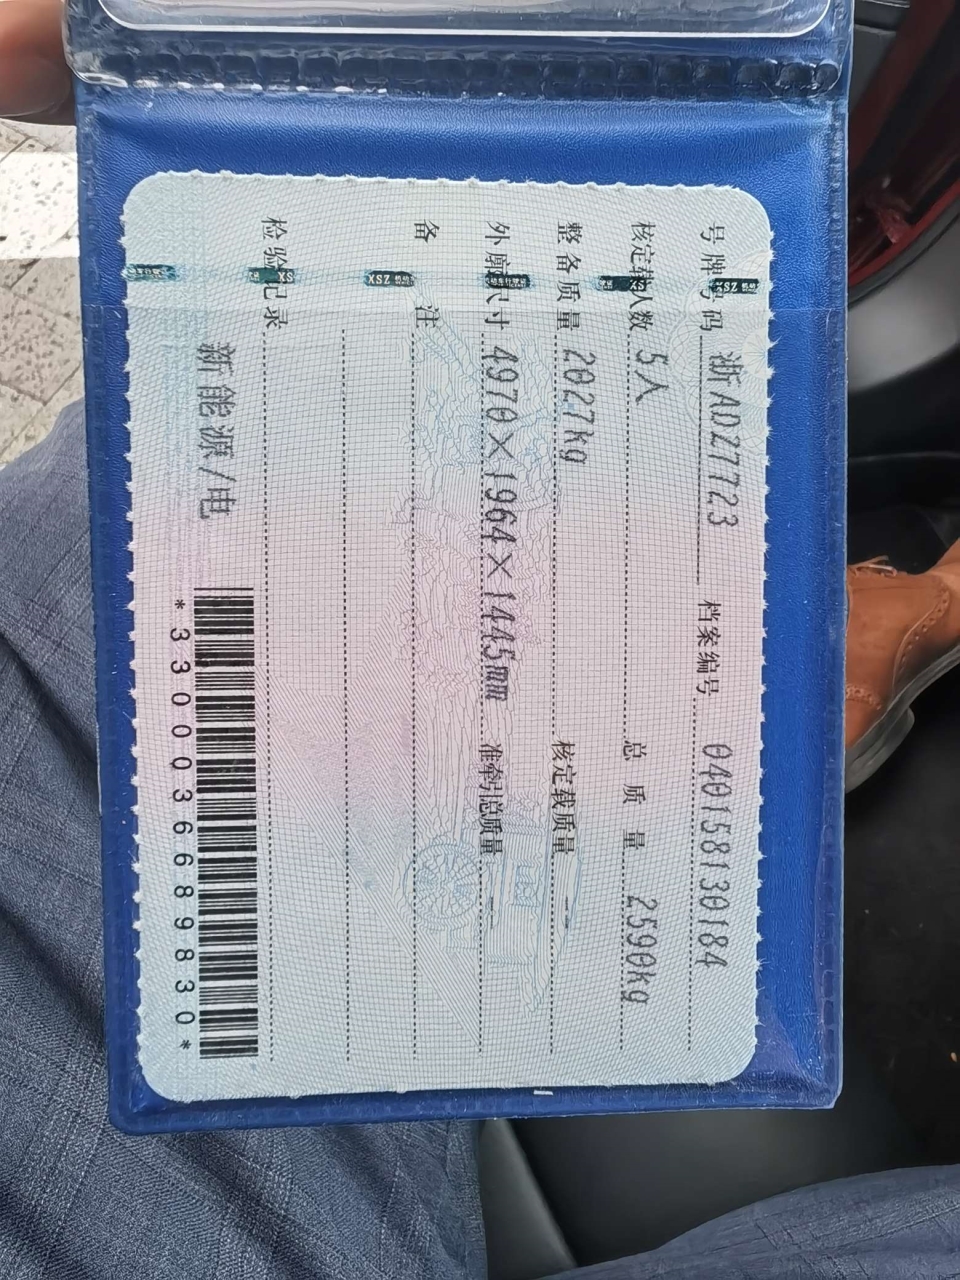 号牌号码 浙ADZ7723 档案编号 040158130184
核定载人数 5人 总质量 2590kg
整备质量 2027kg 核定载质量 --
外廓尺寸 4970×1964×1445mm 准牵引总质量 --
备注
检验记录
新能源/电
*3300036689830*